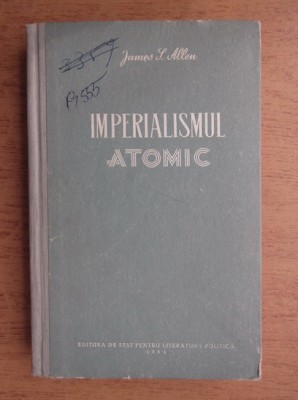 James S. Allen
IMPERIALISMUL
ATOMIC
EDITURA DE STAT PENTRU LITERATURĂ POLITICĂ